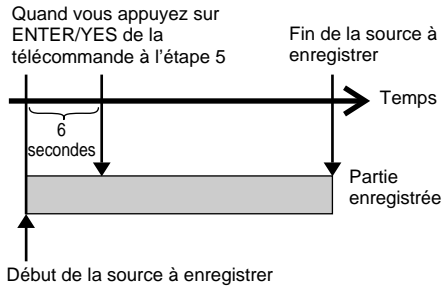 Quand vous appuyez sur
ENTER/YES de la
télécommande à l'étape 5
Fin de la source à
enregistrer
Temps
6
secondes
Partie
enregistrée
Début de la source à enregistrer